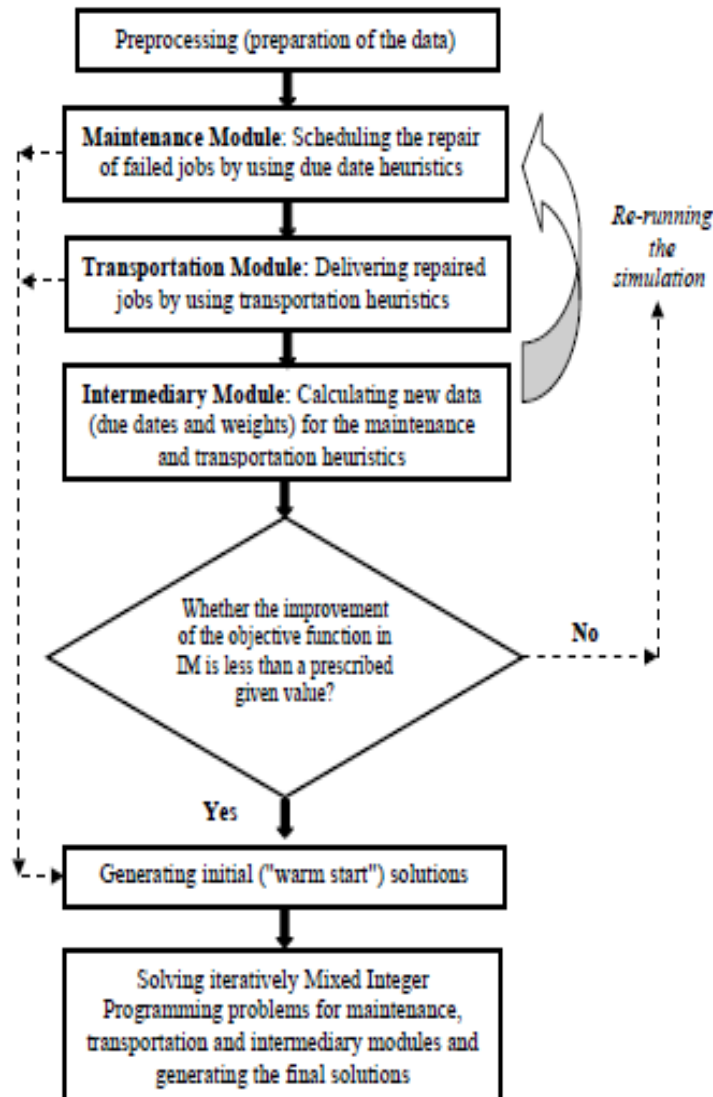 Preprocessing (preparation of the data)
Maintenance Module: Scheduling the repair
of failed jobs by using due date heuristics
Re-running
the
simulation
Transportation Module: Delivering repaired
jobs by using transportation heuristics
Intermediary Module: Calculating new data
(due dates and weights) for the maintenance
and transportation heuristics
Whether the improvement
of the objective function in
IM is less than a prescribed
given value?
No
Yes
Generating initial ("warm start") solutions
Solving iteratively Mixed Integer
Programming problems for maintenance,
transportation and intermediary modules and
generating the final solutions